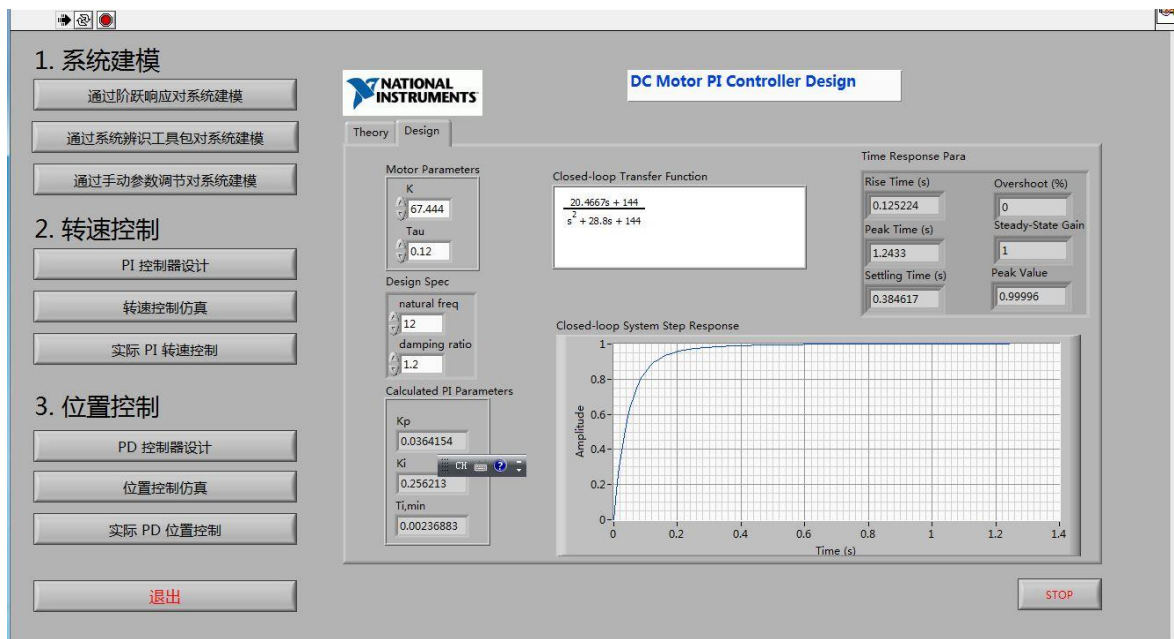 1. 系统建模
通过阶跃响应对系统建模
通过系统辨识工具包对系统建模
通过手动参数调节对系统建模
2. 转速控制
PI 控制器设计
转速控制仿真
实际 PI 转速控制
3. 位置控制
PD 控制器设计
位置控制仿真
实际 PD 位置控制
退出
NATIONAL
INSTRUMENTS
DC Motor PI Controller Design
Theory Design
Motor Parameters
K
67.444
Tau
0.12
Design Spec
natural freq
12
damping ratio
1.2
Calculated PI Parameters
Kp
0.0364154
Ki
0.256213
Ti,min
0.00236883
CH
Closed-loop Transfer Function
20.4667s + 144
s^2 + 28.8s + 144
Time Response Para
Rise Time (s)
0.125224
Peak Time (s)
1.2433
Settling Time (s)
0.384617
Overshoot (%)
0
Steady-State Gain
1
Peak Value
0.99996
Closed-loop System Step Response
Amplitude
1
0.8
0.6
0.4
0.2
0
0 0.2 0.4 0.6 0.8 1 1.2 1.4
Time (s)
STOP